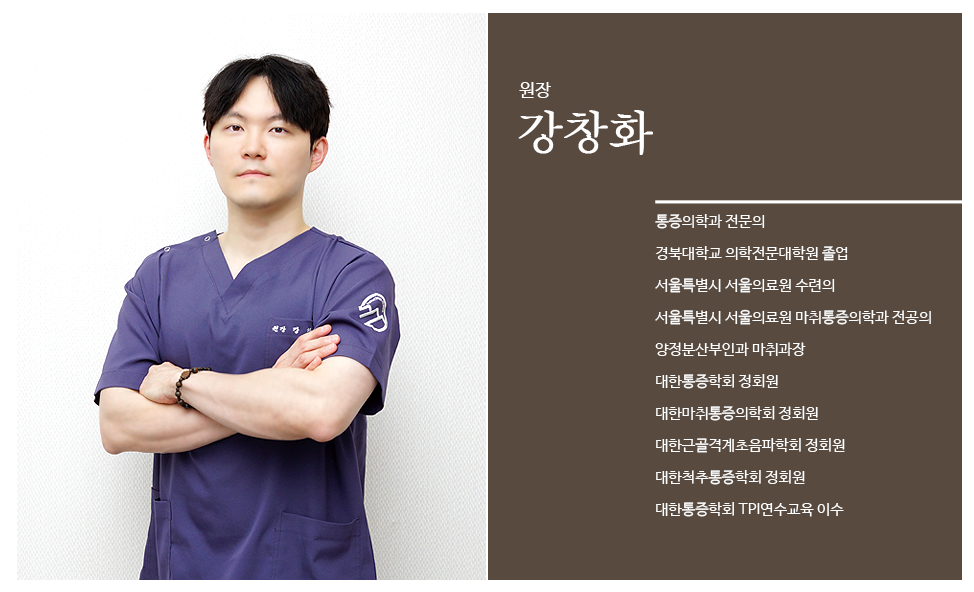 원장
강창화
통증의학과 전문의
경북대학교 의학전문대학원 졸업
서울특별시 서울의료원 수련의
서울특별시 서울의료원 마취통증의학과 전공의
양정분산부인과 마취과장
대한통증학회 정회원
대한마취통증의학회 정회원
대한근골격계초음파학회 정회원
대한척추통증학회 정회원
대한통증학회 TPI연수교육 이수
원장 강